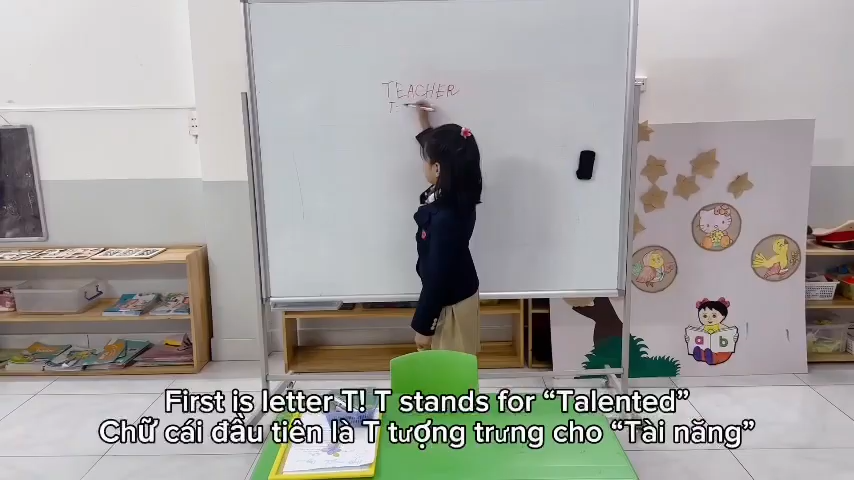 TEACHER
T
a b
First is letter T! T stands for “Talented”
Chữ cái đầu tiên là T tượng trưng cho “Tài năng”